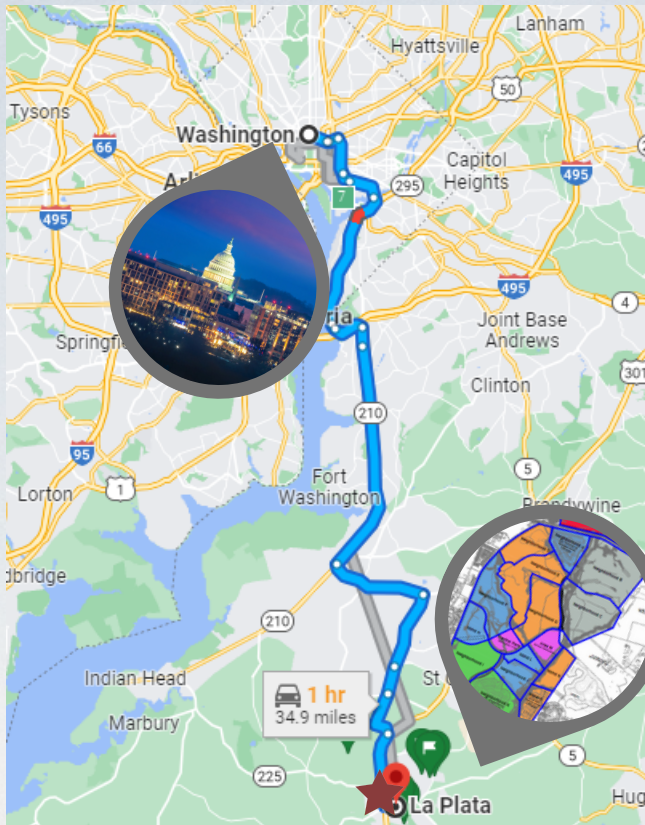 Lanham
Hyattsville
50
Tysons
66
Washington
Capitol
Heights
295
495
Arl
7
495
495
4
ria
Joint Base
Andrews
Springfi
301
Clinton
210
95
5
Lorton
1
Fort
Washington
Brandywine
dbridge
210
Indian Head
St
1 hr
34.9 miles
Marbury
5
225
La Plata
Hug